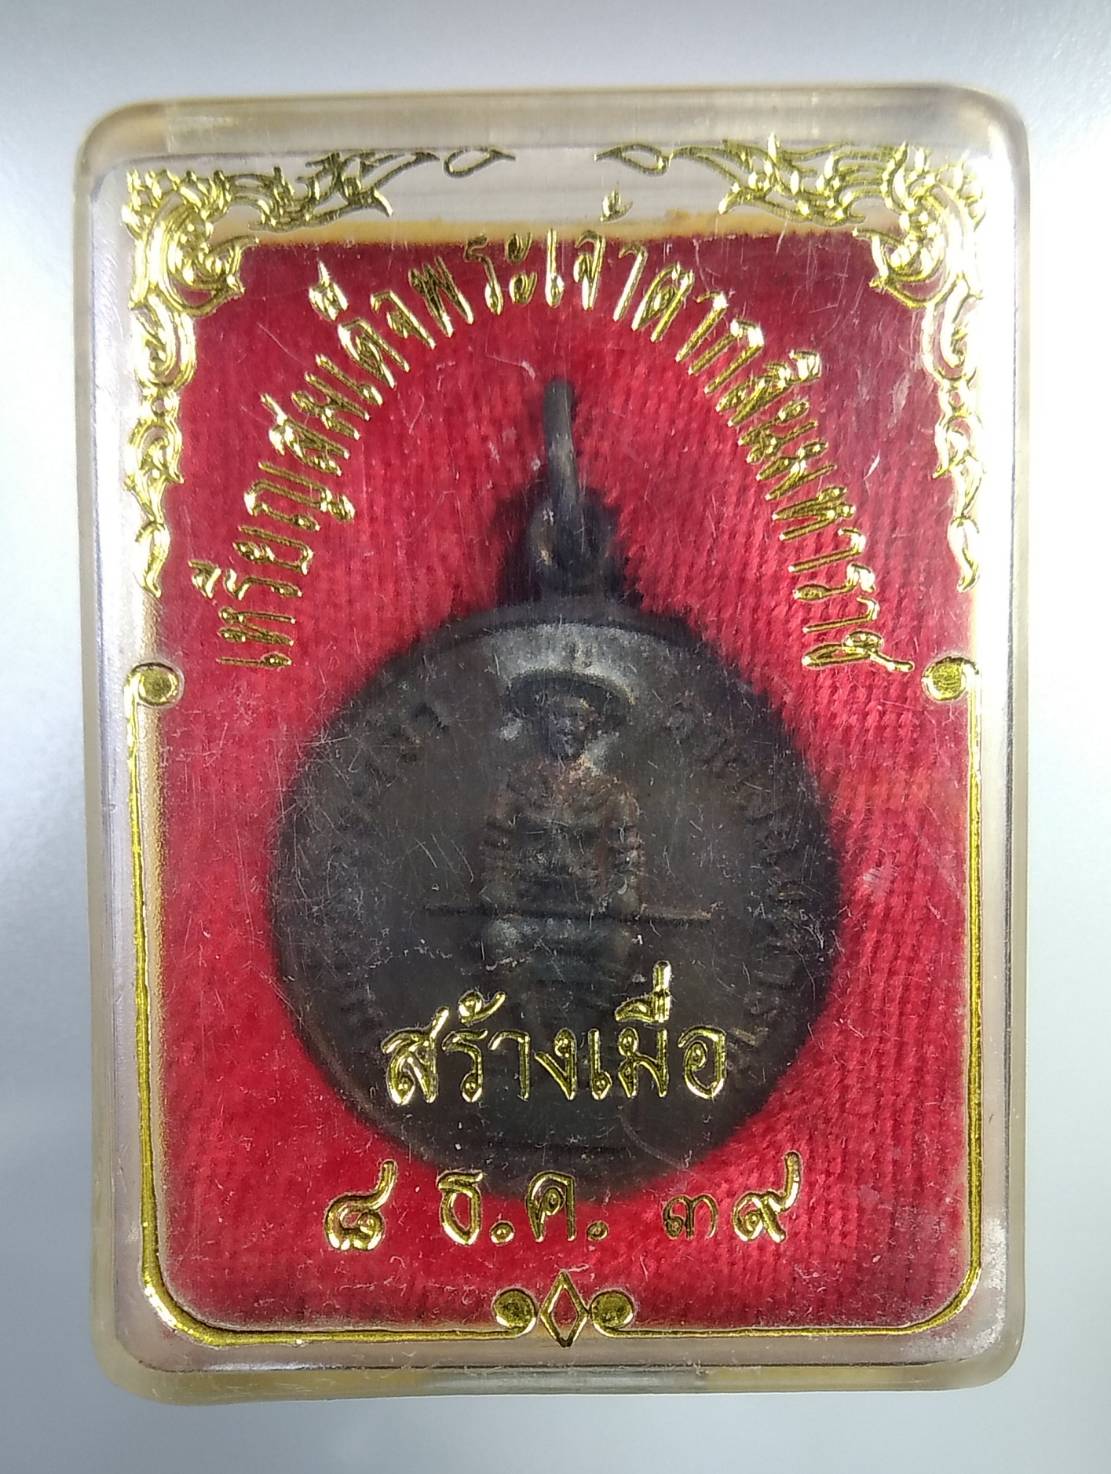 เหรียญสมเด็จพระเจ้าตากสินมหาราช
สร้างเมื่อ
๘ ธ.ค. ๓๙